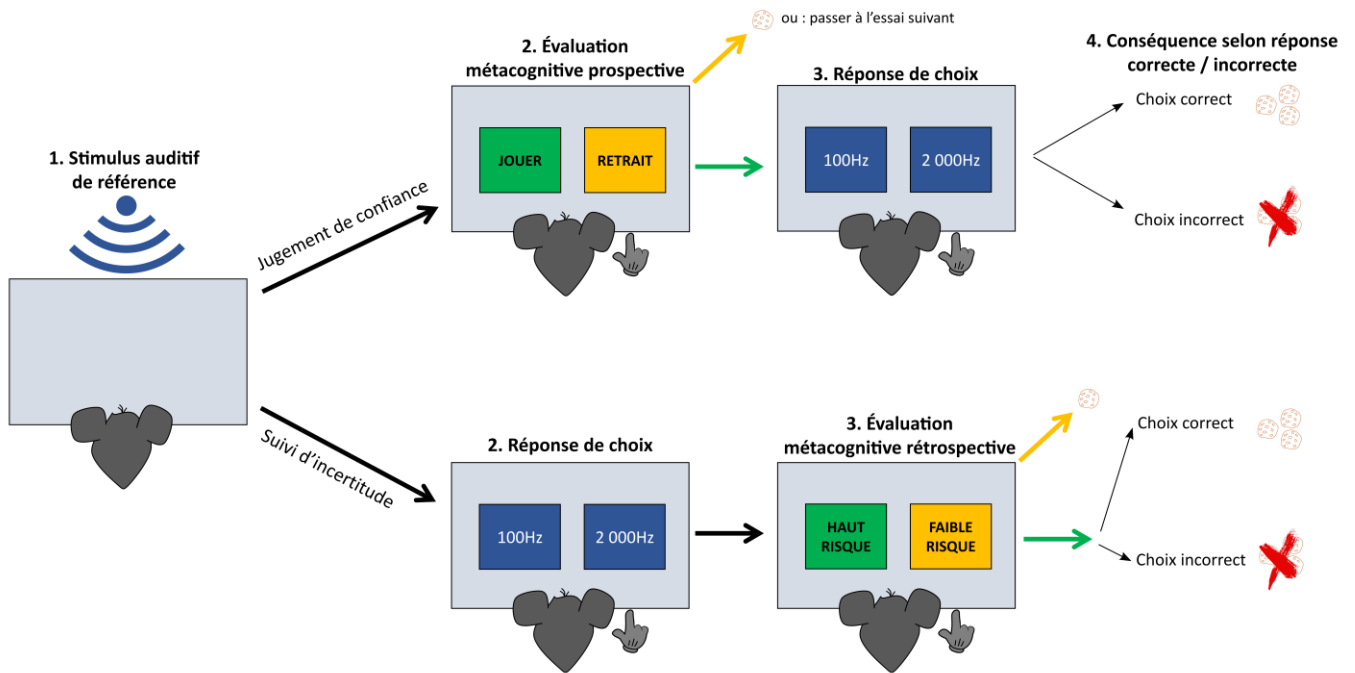 1. Stimulus auditif
de référence
Jugement de confiance
Suivi d'incertitude
2. Évaluation
métacognitive prospective
JOUER
RETRAIT
ou : passer à l'essai suivant
3. Réponse de choix
100Hz
2 000Hz
4. Conséquence selon réponse
correcte / incorrecte
Choix correct
Choix incorrect
2. Réponse de choix
100Hz
2 000Hz
3. Évaluation
métacognitive rétrospective
HAUT
RISQUE
FAIBLE
RISQUE
Choix correct
Choix incorrect